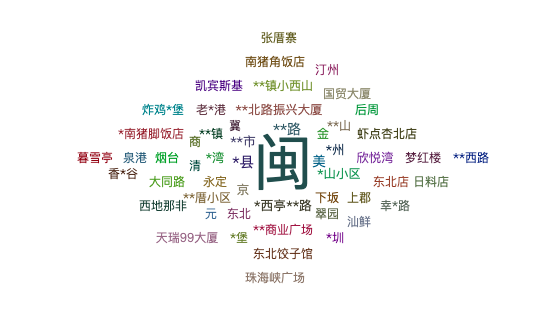 张厝寨
南猪角饭店
汀州
凯宾斯基 **镇小西山
国贸大厦
炸鸡*堡 老*港 **北路振兴大厦 后周
*南猪脚饭店 **镇 翼 **路 **山 金 虾点杏北店
商 **市
暮雪亭 泉港 烟台 清 *湾 *县 闽 美 *州 欣悦湾 梦红楼 **西路
香*谷 *山小区
大同路 永定 京 东北店 日料店
**厝小区 下坂 上郡
西地那非 元 东北 *西亭**路 翠园 幸*路
汕鲜
天瑞99大厦 *堡 **商业广场 *圳
东北饺子馆
珠海峡广场